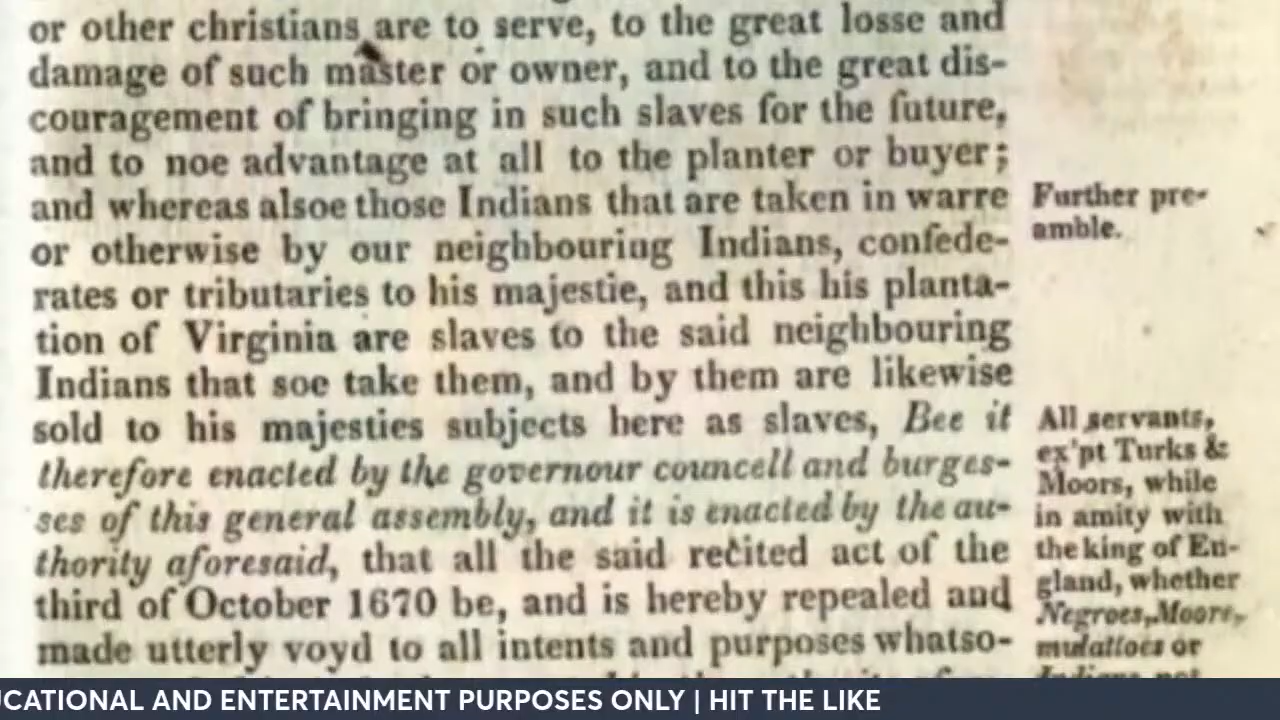 or other christians are to serve, to the great losse and
damage of such master or owner, and to the great dis-
couragement of bringing in such slaves for the future,
and to noe advantage at all to the planter or buyer;
and whereas alsoe those Indians that are taken in warre
or otherwise by our neighbouring Indians, confede-
rates or tributaries to his majestie, and this his planta-
tion of Virginia are slaves to the said neighbouring
Indians that soe take them, and by them are likewise
sold to his majesties subjects here as slaves, Bee it
therefore enacted by the governour councell and burges-
ses of this general assembly, and it is enacted by the au-
thority aforesaid, that all the said recited act of the
third of October 1670 be, and is hereby repealed and
made utterly voyd to all intents and purposes whatso-
Further pre-
amble.
All servants,
ex'pt Turks &
Moors, while
in amity with
the king of En-
gland, whether
Negroes, Moors,
mulattoes or
Indians not
UCATIONAL AND ENTERTAINMENT PURPOSES ONLY | HIT THE LIKE